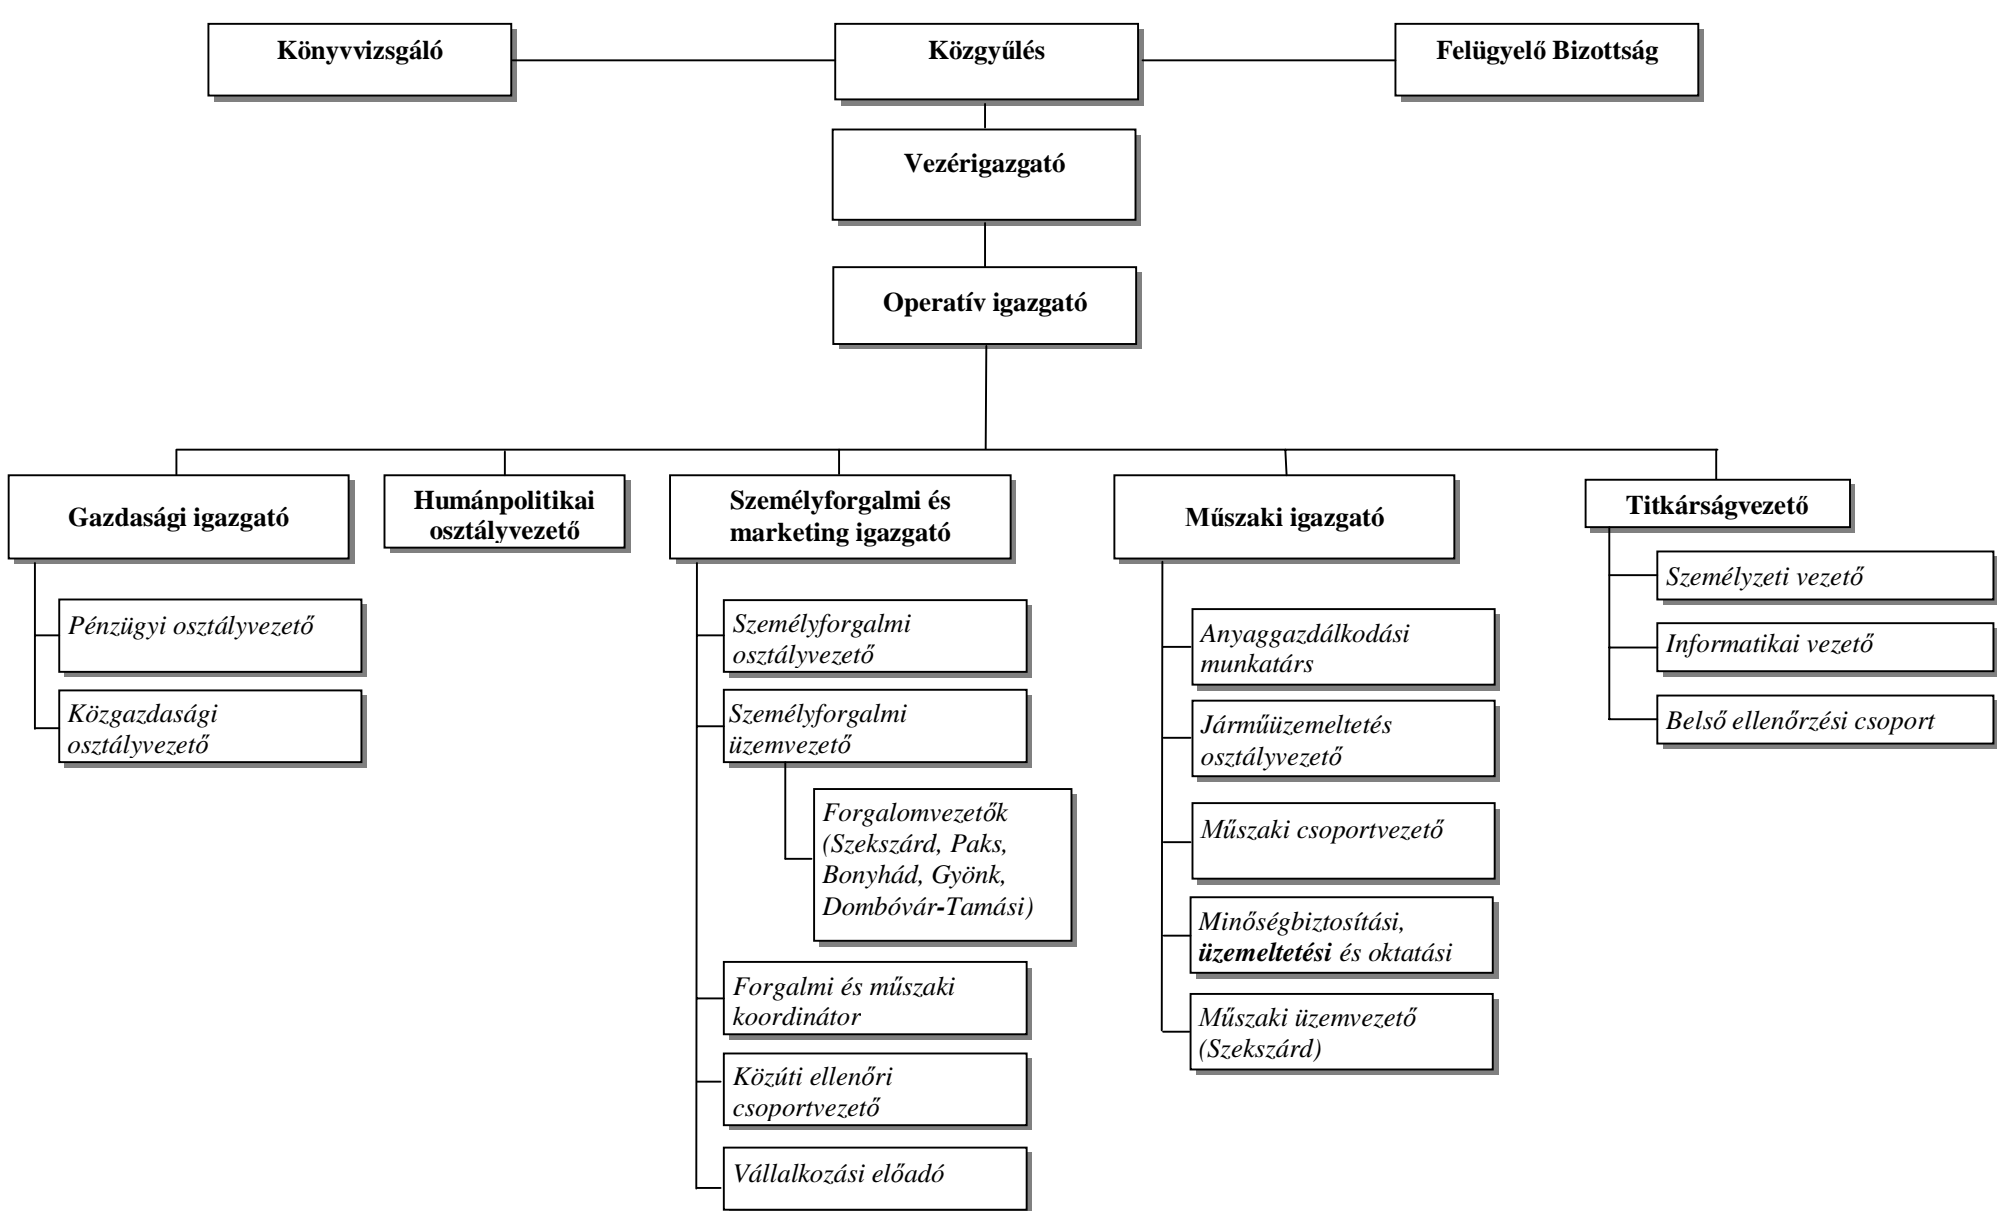 Könyvvizsgáló
Közgyűlés
Felügyelő Bizottság
Vezérigazgató
Operatív igazgató
Gazdasági igazgató
Pénzügyi osztályvezető
Közgazdasági
osztályvezető
Humánpolitikai
osztályvezető
Személyforgalmi és
marketing igazgató
Személyforgalmi
osztályvezető
Személyforgalmi
üzemvezető
Forgalomvezetők
(Szekszárd, Paks,
Bonyhád, Gyönk,
Dombóvár-Tamási)
Forgalmi és műszaki
koordinátor
Közúti ellenőri
csoportvezető
Vállalkozási előadó
Műszaki igazgató
Anyaggazdálkodási
munkatárs
Járműüzemeltetés
osztályvezető
Műszaki csoportvezető
Minőségbiztosítási,
üzemeltetési és oktatási
Műszaki üzemvezető
(Szekszárd)
Titkárságvezető
Személyzeti vezető
Informatikai vezető
Belső ellenőrzési csoport